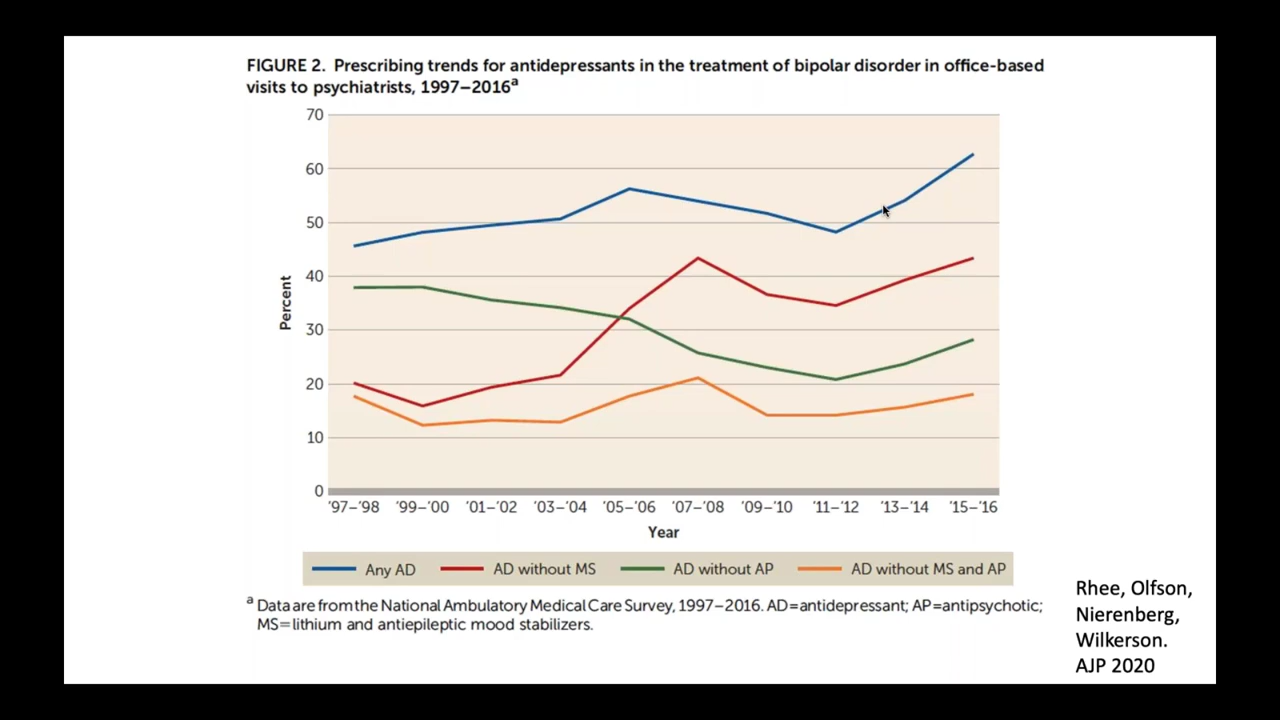 FIGURE 2. Prescribing trends for antidepressants in the treatment of bipolar disorder in office-based
visits to psychiatrists, 1997–2016a
70
60
50
40
30
20
10
0
Percent
'97–'98 '99–'00 '01–'02 '03–'04 '05–'06 '07–'08 '09–'10 '11–'12 '13–'14 '15–'16
Year
Any AD AD without MS AD without AP AD without MS and AP
a Data are from the National Ambulatory Medical Care Survey, 1997–2016. AD=antidepressant; AP=antipsychotic;
MS=lithium and antiepileptic mood stabilizers.
Rhee, Olfson,
Nierenberg,
Wilkerson.
AJP 2020